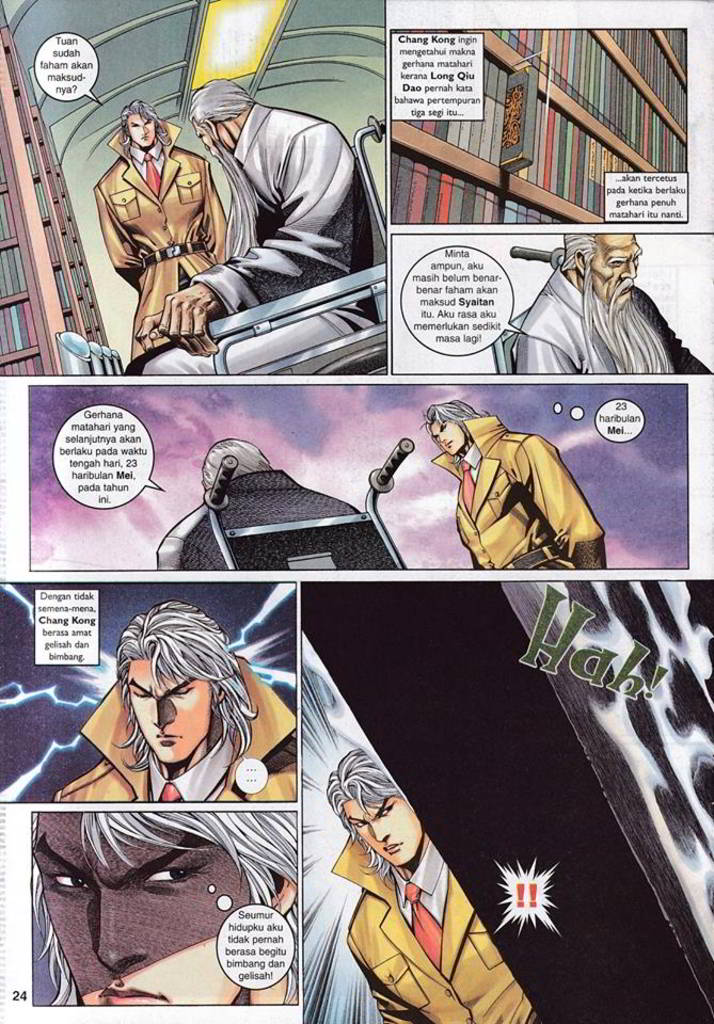 Tuan
sudah
faham akan
maksud-
nya?
Chang Kong ingin
mengetahui makna
gerhana matahari
kerana Long Qiu
Dao pernah kata
bahawa pertempuran
tiga segi itu...
...akan tercetus
pada ketika berlaku
gerhana penuh
matahari itu nanti.
Minta
ampun, aku
masih belum benar-
benar faham akan
maksud Syaitan
itu. Aku rasa aku
memerlukan sedikit
masa lagi!
Gerhana
matahari yang
selanjutnya akan
berlaku pada waktu
tengah hari, 23
haribulan Mei,
pada tahun
ini.
23
haribulan
Mei...
Dengan tidak
semena-mena,
Chang Kong
berasa amat
gelisah dan
bimbang.
...
...
Hah!
!!
Seumur
hidupku aku
tidak pernah
berasa begitu
bimbang dan
gelisah!
24